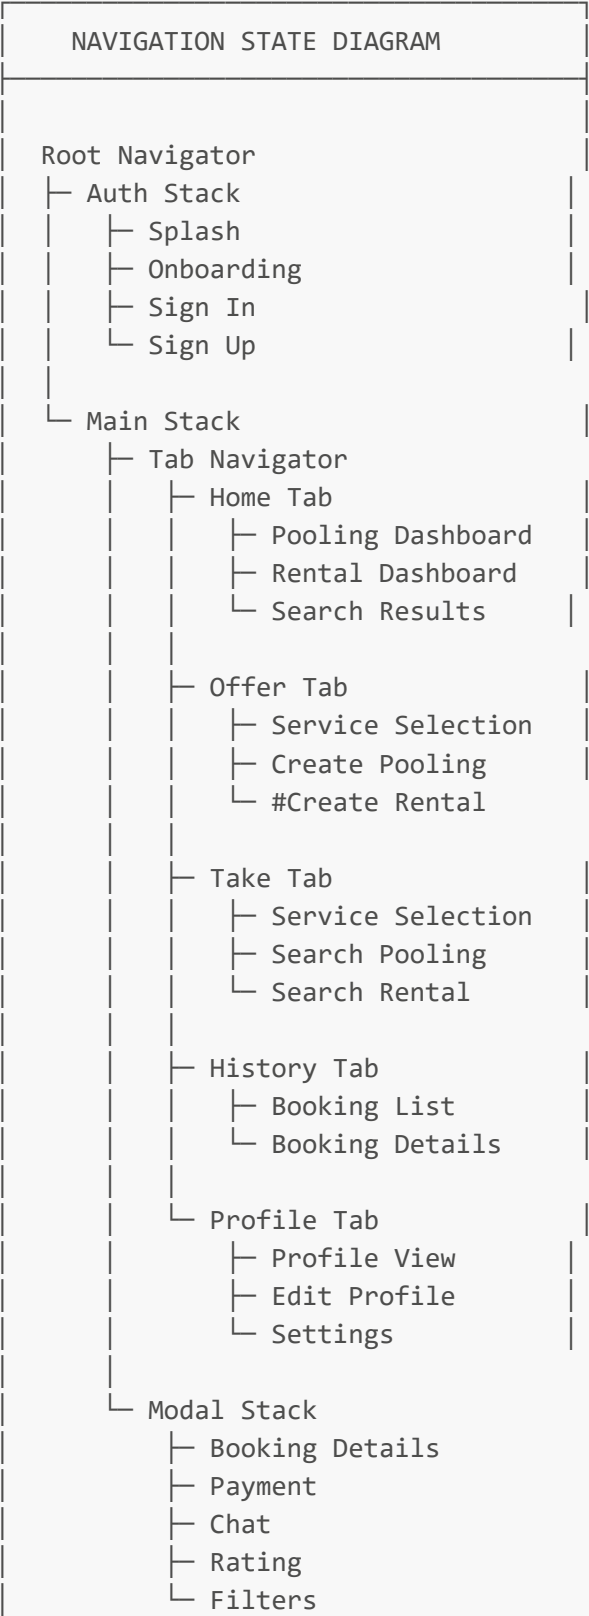 NAVIGATION STATE DIAGRAM
Root Navigator
├─ Auth Stack
│   ├─ Splash
│   ├─ Onboarding
│   ├─ Sign In
│   └─ Sign Up
│
└─ Main Stack
    ├─ Tab Navigator
    │   ├─ Home Tab
    │   │   ├─ Pooling Dashboard
    │   │   ├─ Rental Dashboard
    │   │   └─ Search Results
    │   │
    │   ├─ Offer Tab
    │   │   ├─ Service Selection
    │   │   ├─ Create Pooling
    │   │   └─ #Create Rental
    │   │
    │   ├─ Take Tab
    │   │   ├─ Service Selection
    │   │   ├─ Search Pooling
    │   │   └─ Search Rental
    │   │
    │   ├─ History Tab
    │   │   ├─ Booking List
    │   │   └─ Booking Details
    │   │
    │   └─ Profile Tab
    │       ├─ Profile View
    │       ├─ Edit Profile
    │       └─ Settings
    │
    └─ Modal Stack
        ├─ Booking Details
        ├─ Payment
        ├─ Chat
        ├─ Rating
        └─ Filters